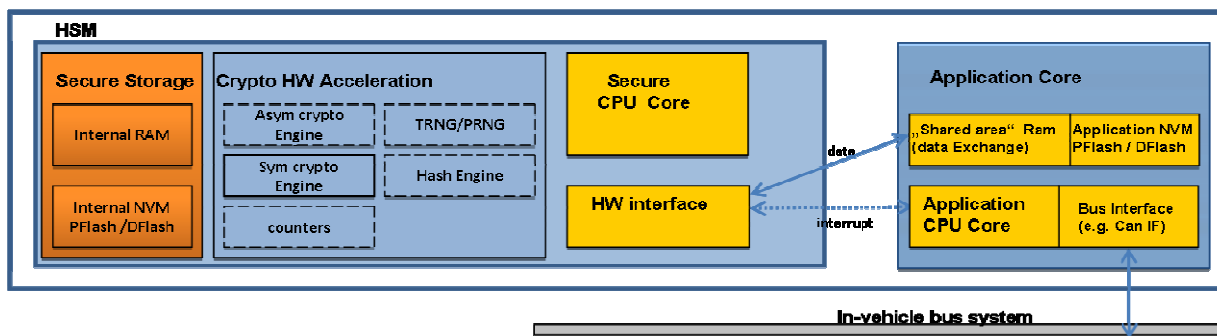 HSM
Secure Storage
Internal RAM
Internal NVM
PFlash /DFlash
Crypto HW Acceleration
Asym crypto
Engine
TRNG/PRNG
Sym crypto
Engine
Hash Engine
counters
Secure
CPU Core
HW interface
data
interrupt
Application Core
„Shared area“ Ram
(data Exchange)
Application NVM
PFlash / DFlash
Application
CPU Core
Bus Interface
(e.g. Can IF)
In-vehicle bus system